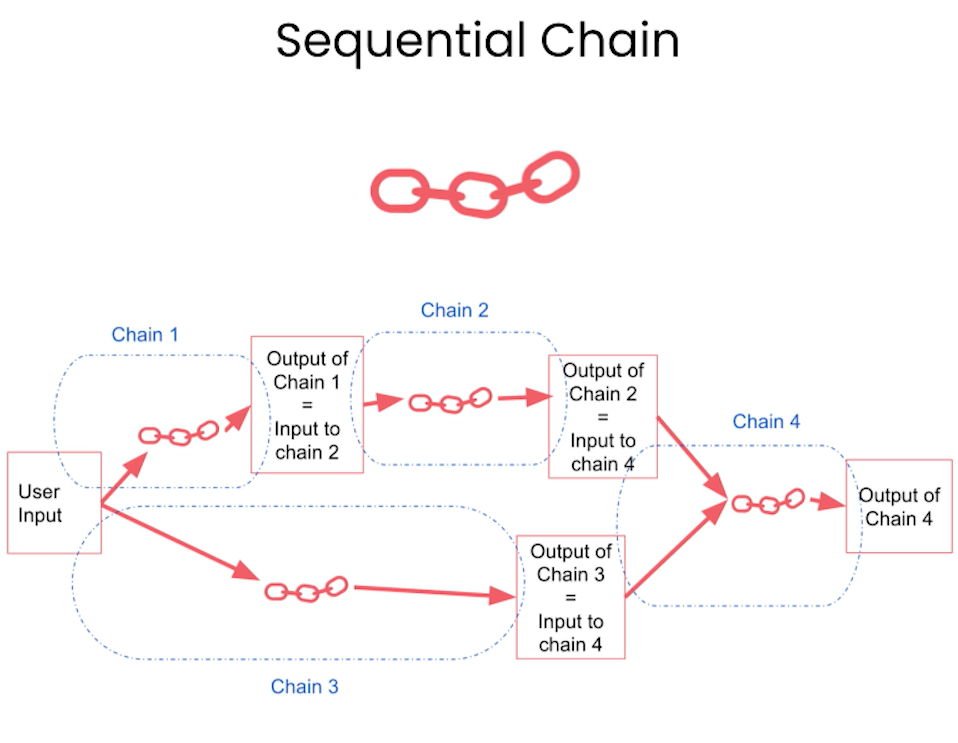 Sequential Chain
Chain 1
Chain 2
Chain 4
User
Input
Output of
Chain 1
=
Input to
chain 2
Output of
Chain 2
=
Input to
chain 4
Output of
Chain 3
=
Input to
chain 4
Output of
Chain 4
Chain 3